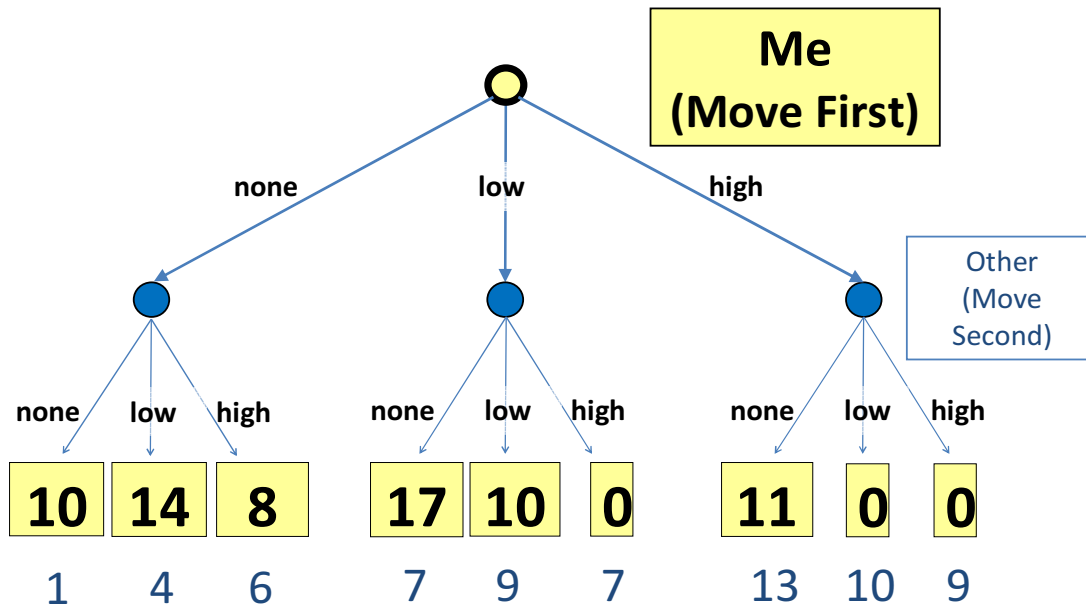 Me
(Move First)
none
low
high
Other
(Move
Second)
none low high
none low high
none low high
10 14 8
17 10 0
11 0 0
1 4 6
7 9 7
13 10 9